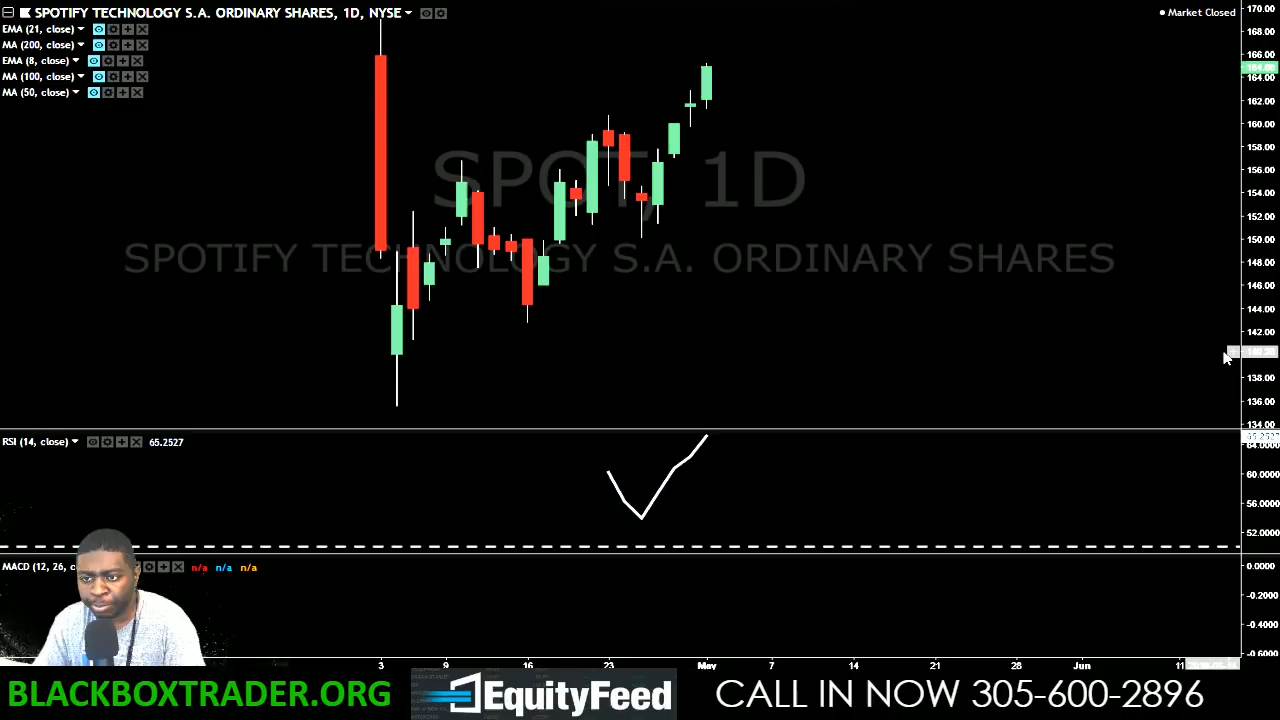 SPOTIFY TECHNOLOGY S.A. ORDINARY SHARES, 1D, NYSE
Market Closed
EMA (21, close)
MA (200, close)
EMA (8, close)
MA (100, close)
MA (50, close)
SPOT, 1D
SPOTIFY TECHNOLOGY S.A. ORDINARY SHARES
170.00
168.00
166.00
164.00
162.00
160.00
158.00
156.00
154.00
152.00
150.00
148.00
146.00
144.00
142.00
138.00
136.00
134.00
RSI (14, close) 65.2527
65.2527
64.0000
60.0000
56.0000
52.0000
MACD (12, 26, n/a n/a n/a
0.0000
-0.2000
-0.4000
-0.6000
3 9 16 23 May 7 14 21 28 Jun 11
BLACKBOXTRADER.ORG
EquityFeed
CALL IN NOW 305-600-2896